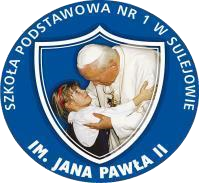 SZKOŁA PODSTAWOWA NR 1 W SULEJOWIE
IM. JANA PAWŁA II